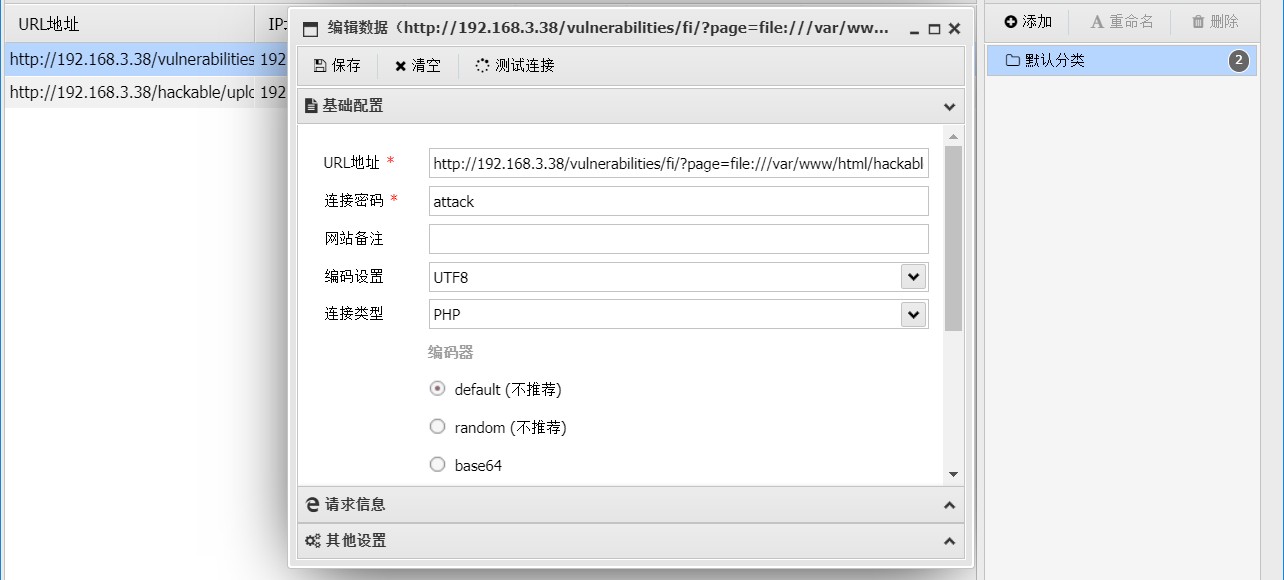 URL地址
IP
http://192.168.3.38/vulnerabilities 192
http://192.168.3.38/hackable/uplo 192
编辑数据（http://192.168.3.38/vulnerabilities/fi/?page=file:///var/ww...
保存 清空 测试连接
基础配置
URL地址 * http://192.168.3.38/vulnerabilities/fi/?page=file:///var/www/html/hackabl
连接密码 * attack
网站备注
编码设置 UTF8
连接类型 PHP
编码器
default (不推荐)
random (不推荐)
base64
请求信息
其他设置
添加 重命名 删除
默认分类 2